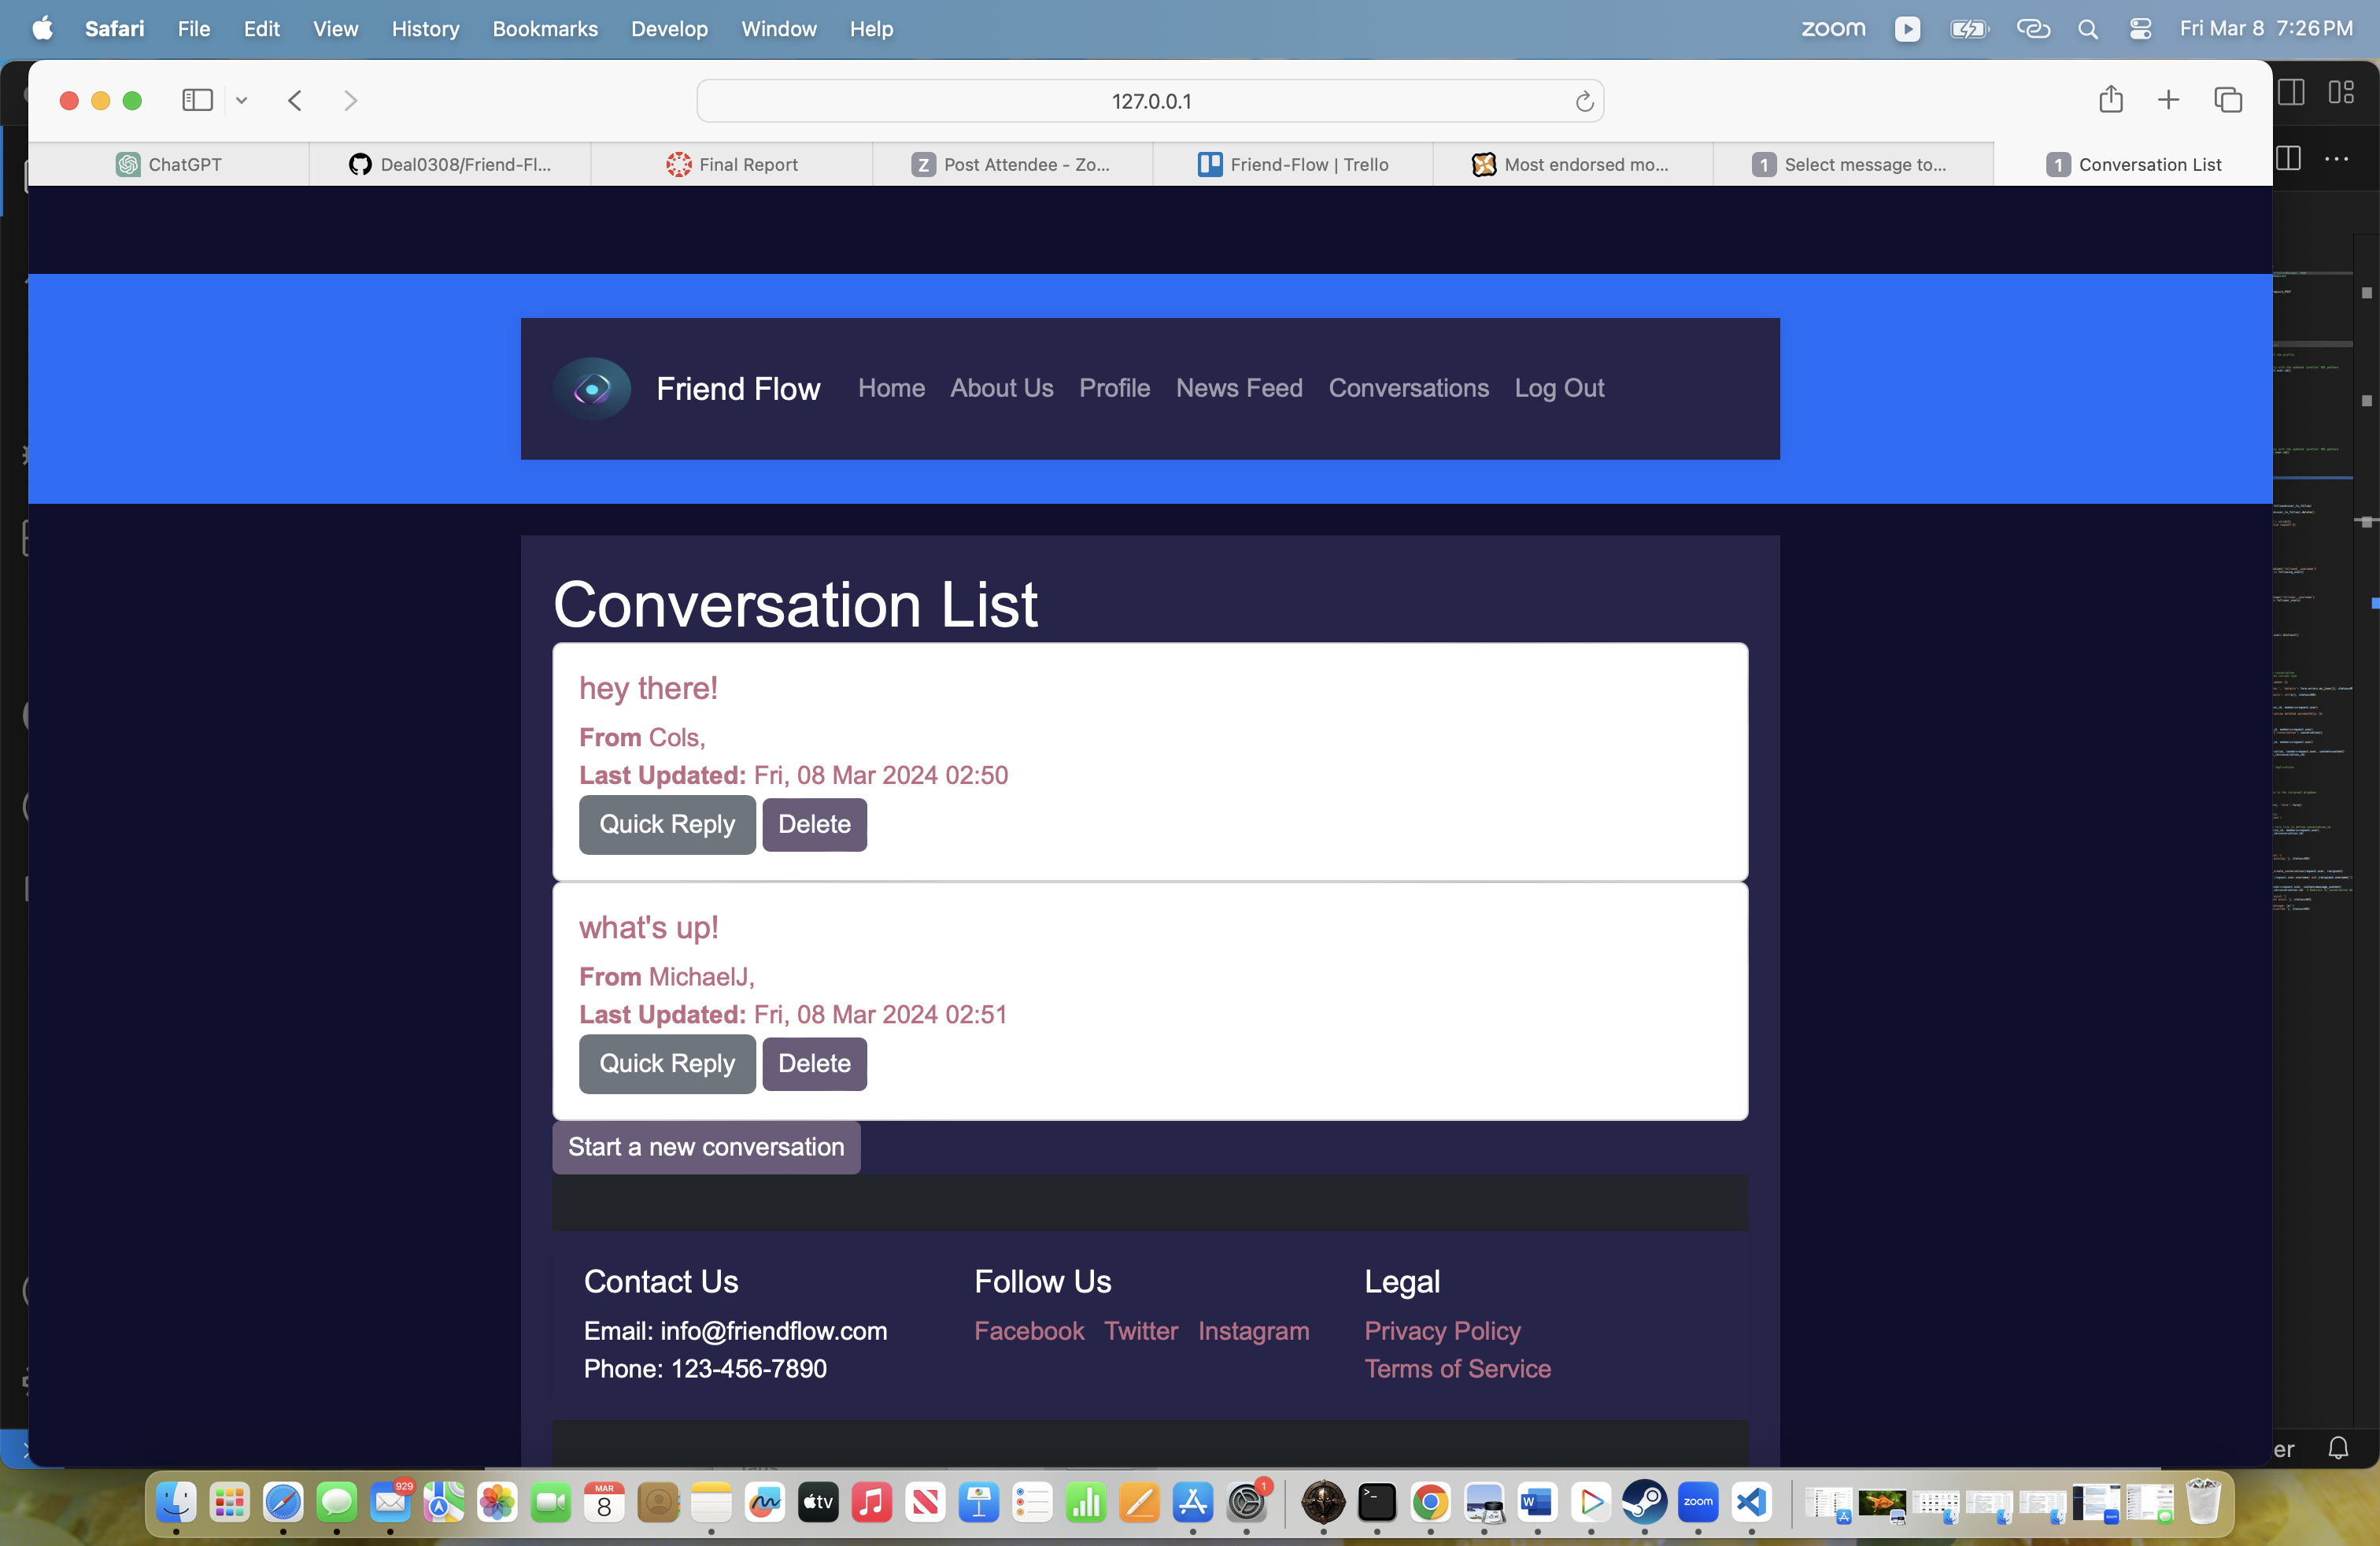 Safari File Edit View History Bookmarks Develop Window Help zoom Fri Mar 8 7:26 PM
127.0.0.1
ChatGPT Deal0308/Friend-Fl... Final Report Z Post Attendee - Zo... Friend-Flow | Trello Most endorsed mo... 1 Select message to... 1 Conversation List
Friend Flow Home About Us Profile News Feed Conversations Log Out
Conversation List
hey there!
From Cols,
Last Updated: Fri, 08 Mar 2024 02:50
Quick Reply Delete
what's up!
From MichaelJ,
Last Updated: Fri, 08 Mar 2024 02:51
Quick Reply Delete
Start a new conversation
Contact Us Follow Us Legal
Email: info@friendflow.com Facebook Twitter Instagram Privacy Policy
Phone: 123-456-7890 Terms of Service
er
929 MAR 8 tv 1 W zoom